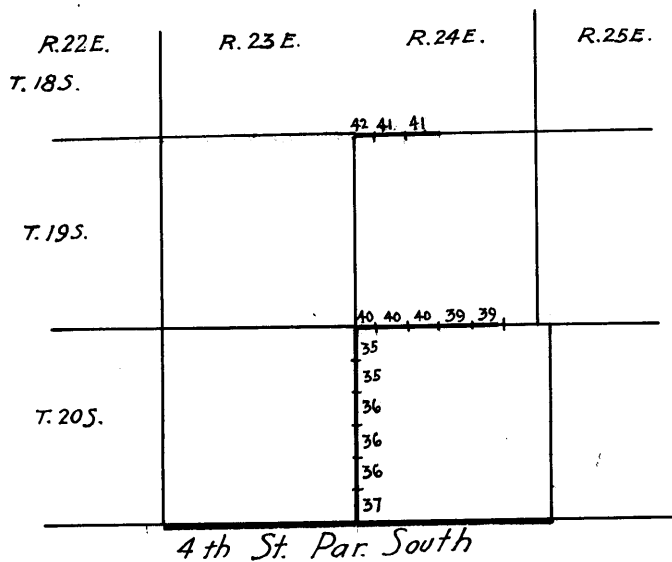 R.22E. R.23E. R.24E. R.25E.
T.18S.
42 41 41
T.19S.
40 40 40 39 39
35
35
36
T.20S.
36
36
37
4th St. Par. South